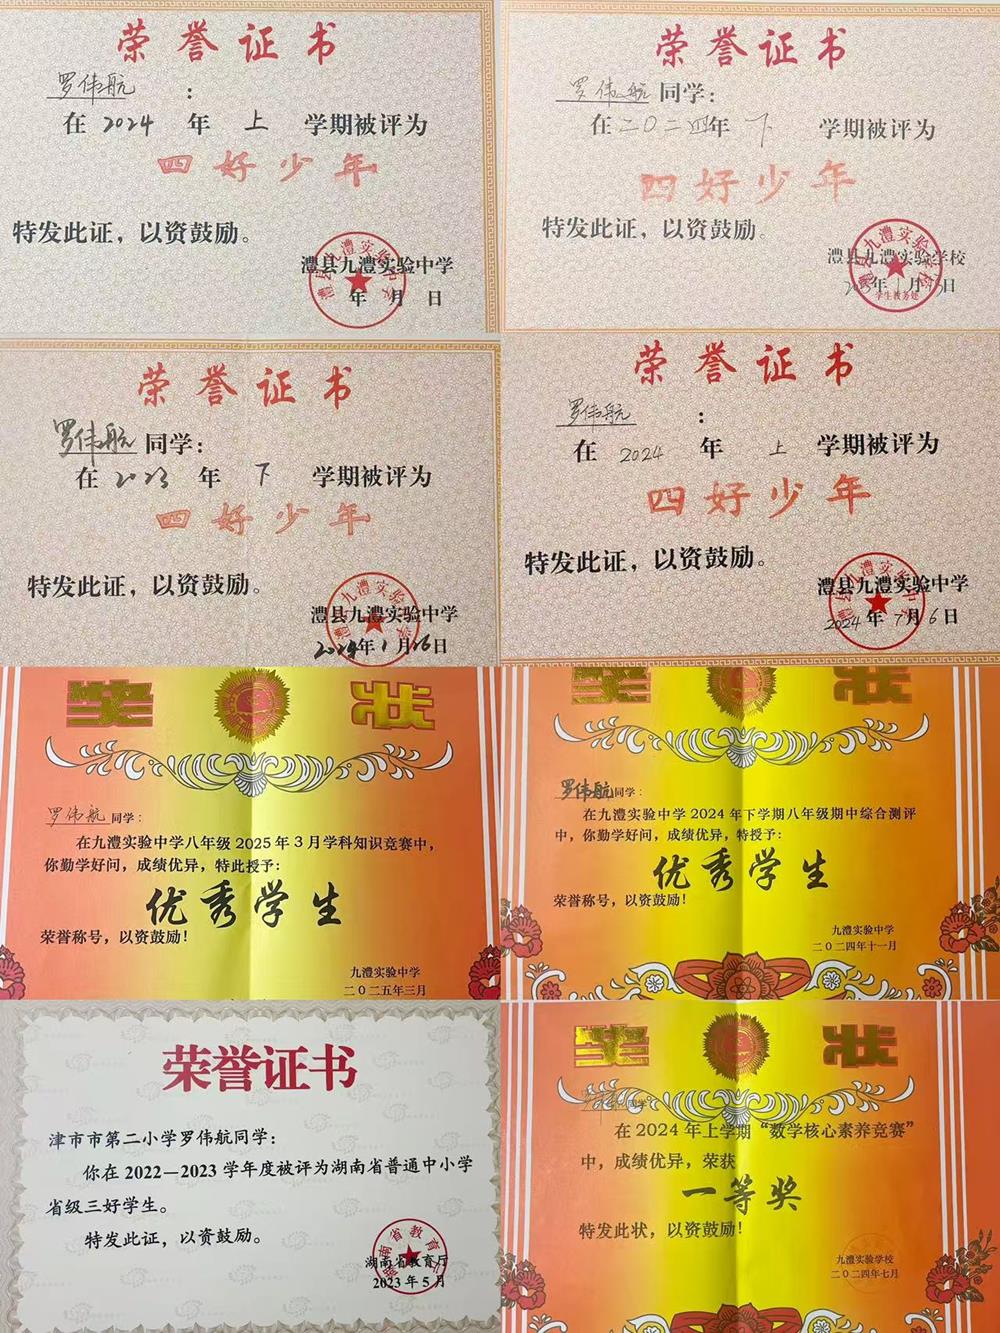 荣誉证书
罗伟航 :
在 2024 年 上 学期被评为
四好少年
特发此证，以资鼓励。
澧县九澧实验中学
年 月 日
荣誉证书
罗伟航 同学:
在二〇二四年 下 学期被评为
四好少年
特发此证，以资鼓励。
澧县九澧实验学校
年1月 日
学生教务处
荣誉证书
罗伟航 同学:
在 2023 年 下 学期被评为
四好少年
特发此证，以资鼓励。
澧县九澧实验中学
2024年1月26日
荣誉证书
罗伟航 :
在 2024 年 上 学期被评为
四好少年
特发此证，以资鼓励。
澧县九澧实验中学
2024年7月6日
奖状
罗伟航同学:
在九澧实验中学八年级 2025 年 3 月学科知识竞赛中，
你勤学好问，成绩优异，特此授予:
优秀学生
荣誉称号，以资鼓励!
九澧实验中学
二〇二五年三月
奖状
罗伟航同学:
在九澧实验中学 2024 年下学期八年级期中综合测评
中，你勤学好问，成绩优异，特授予:
优秀学生
荣誉称号，以资鼓励!
九澧实验中学
二〇二四年十一月
荣誉证书
津市市第二小学罗伟航同学:
你在 2022—2023 学年度被评为湖南省普通中小学
省级三好学生。
特发此证，以资鼓励。
湖南省教育厅
2023 年 5 月
奖状
同学
在 2024 年上学期“数学核心素养竞赛”
中，成绩优异，荣获
一等奖
特发此状，以资鼓励!
九澧实验学校
二〇二四年七月